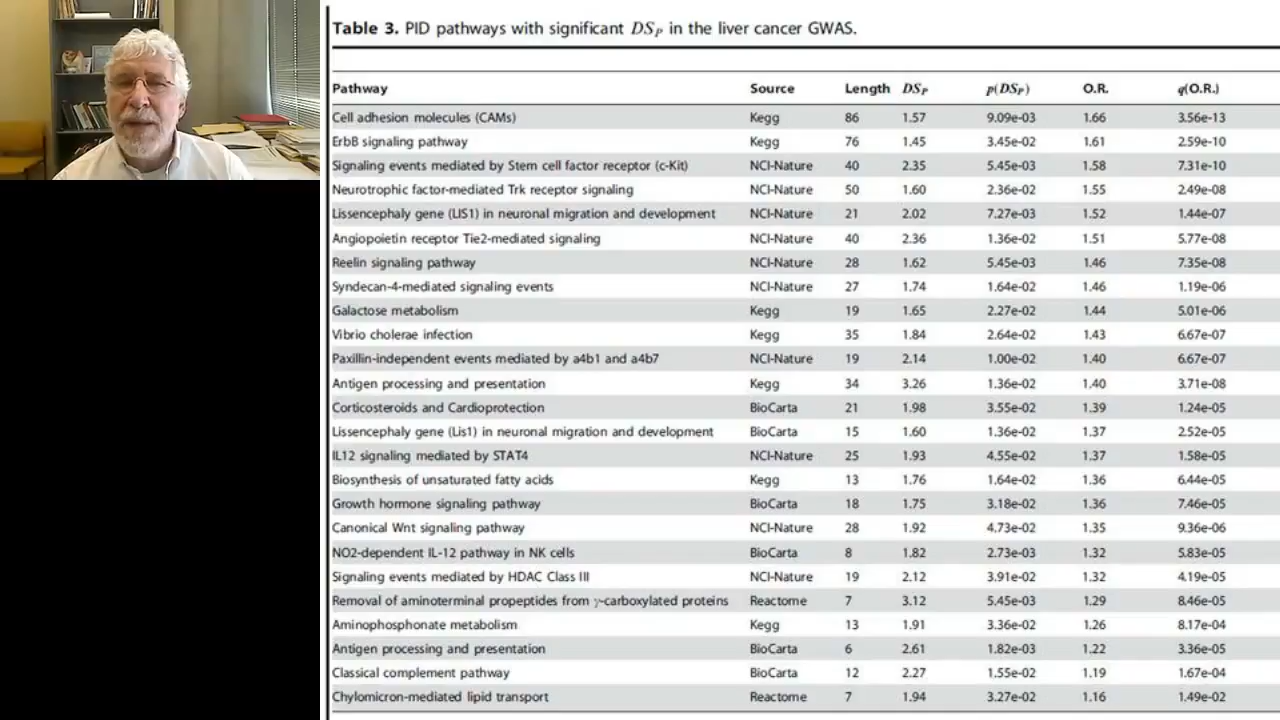 Table 3. PID pathways with significant DSP in the liver cancer GWAS.
Pathway Source Length DSP p(DSP) O.R. q(O.R.)
Cell adhesion molecules (CAMs) Kegg 86 1.57 9.09e-03 1.66 3.56e-13
ErbB signaling pathway Kegg 76 1.45 3.45e-02 1.61 2.59e-10
Signaling events mediated by Stem cell factor receptor (c-Kit) NCI-Nature 40 2.35 5.45e-03 1.58 7.31e-10
Neurotrophic factor-mediated Trk receptor signaling NCI-Nature 50 1.60 2.36e-02 1.55 2.49e-08
Lissencephaly gene (LIS1) in neuronal migration and development NCI-Nature 21 2.02 7.27e-03 1.52 1.44e-07
Angiopoietin receptor Tie2-mediated signaling NCI-Nature 40 2.36 1.36e-02 1.51 5.77e-08
Reelin signaling pathway NCI-Nature 28 1.62 5.45e-03 1.46 7.35e-08
Syndecan-4-mediated signaling events NCI-Nature 27 1.74 1.64e-02 1.46 1.19e-06
Galactose metabolism Kegg 19 1.65 2.27e-02 1.44 5.01e-06
Vibrio cholerae infection Kegg 35 1.84 2.64e-02 1.43 6.67e-07
Paxillin-independent events mediated by a4b1 and a4b7 NCI-Nature 19 2.14 1.00e-02 1.40 6.67e-07
Antigen processing and presentation Kegg 34 3.26 1.36e-02 1.40 3.71e-08
Corticosteroids and Cardioprotection BioCarta 21 1.98 3.55e-02 1.39 1.24e-05
Lissencephaly gene (Lis1) in neuronal migration and development BioCarta 15 1.60 1.36e-02 1.37 2.52e-05
IL12 signaling mediated by STAT4 NCI-Nature 25 1.93 4.55e-02 1.37 1.58e-05
Biosynthesis of unsaturated fatty acids Kegg 13 1.76 1.64e-02 1.36 6.44e-05
Growth hormone signaling pathway BioCarta 18 1.75 3.18e-02 1.36 7.46e-05
Canonical Wnt signaling pathway NCI-Nature 28 1.92 4.73e-02 1.35 9.36e-06
NO2-dependent IL-12 pathway in NK cells BioCarta 8 1.82 2.73e-03 1.32 5.83e-05
Signaling events mediated by HDAC Class III NCI-Nature 19 2.12 3.91e-02 1.32 4.19e-05
Removal of aminoterminal propeptides from γ-carboxylated proteins Reactome 7 3.12 5.45e-03 1.29 8.46e-05
Aminophosphonate metabolism Kegg 13 1.91 3.36e-02 1.26 8.17e-04
Antigen processing and presentation BioCarta 6 2.61 1.82e-03 1.22 3.36e-05
Classical complement pathway BioCarta 12 2.27 1.55e-02 1.19 1.67e-04
Chylomicron-mediated lipid transport Reactome 7 1.94 3.27e-02 1.16 1.49e-02